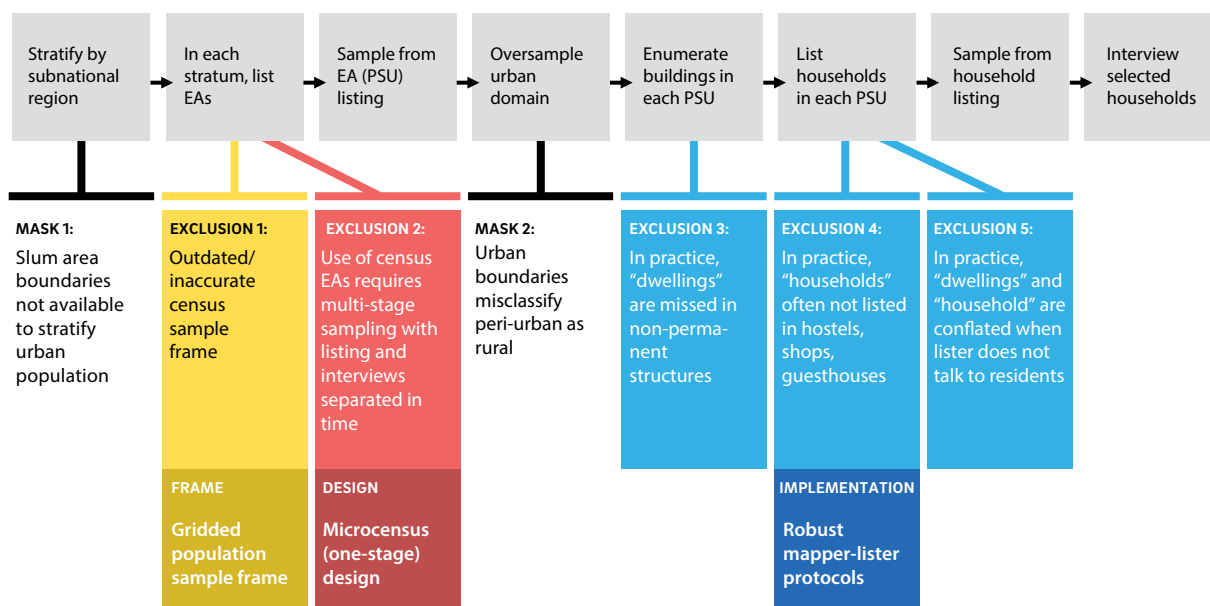 Stratify by
subnational
region
In each
stratum, list
EAs
Sample from
EA (PSU)
listing
Oversample
urban
domain
Enumerate
buildings in
each PSU
List
households
in each PSU
Sample from
household
listing
Interview
selected
households
MASK 1:
Slum area
boundaries
not available
to stratify
urban
population
EXCLUSION 1:
Outdated/
inaccurate
census
sample
frame
EXCLUSION 2:
Use of census
EAs requires
multi-stage
sampling with
listing and
interviews
separated in
time
MASK 2:
Urban
boundaries
misclassify
peri-urban as
rural
EXCLUSION 3:
In practice,
“dwellings”
are missed in
non-perma-
nent
structures
EXCLUSION 4:
In practice,
“households”
often not listed
in hostels,
shops,
guesthouses
EXCLUSION 5:
In practice,
“dwellings” and
“household” are
conflated when
lister does not
talk to residents
FRAME
Gridded
population
sample frame
DESIGN
Microcensus
(one-stage)
design
IMPLEMENTATION
Robust
mapper-lister
protocols